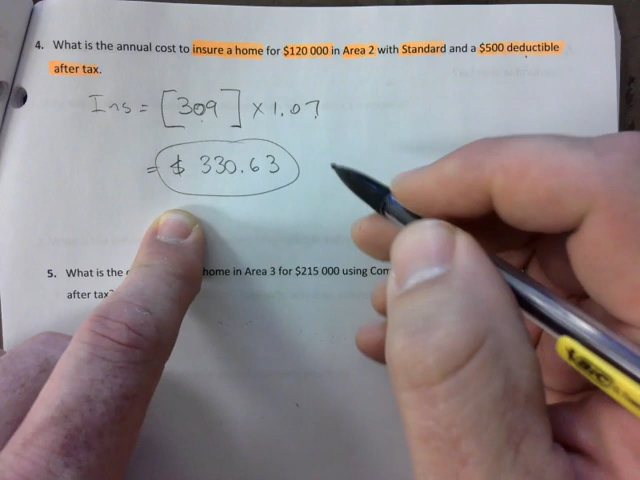 4. What is the annual cost to insure a home for $120 000 in Area 2 with Standard and a $500 deductible
after tax.
Ins = [309] × 1.07
= $ 330.63
5. What is the home in Area 3 for $215 000 using
after tax
BIC